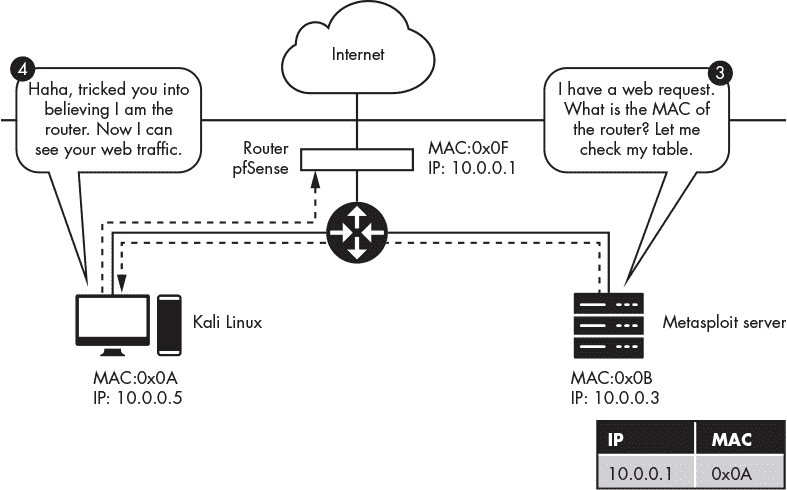 Internet
4
Haha, tricked you into
believing I am the
router. Now I can
see your web traffic.
3
I have a web request.
What is the MAC of
the router? Let me
check my table.
Router
pfSense
MAC:0x0F
IP: 10.0.0.1
Kali Linux
MAC:0x0A
IP: 10.0.0.5
Metasploit server
MAC:0x0B
IP: 10.0.0.3
IP MAC
10.0.0.1 0x0A